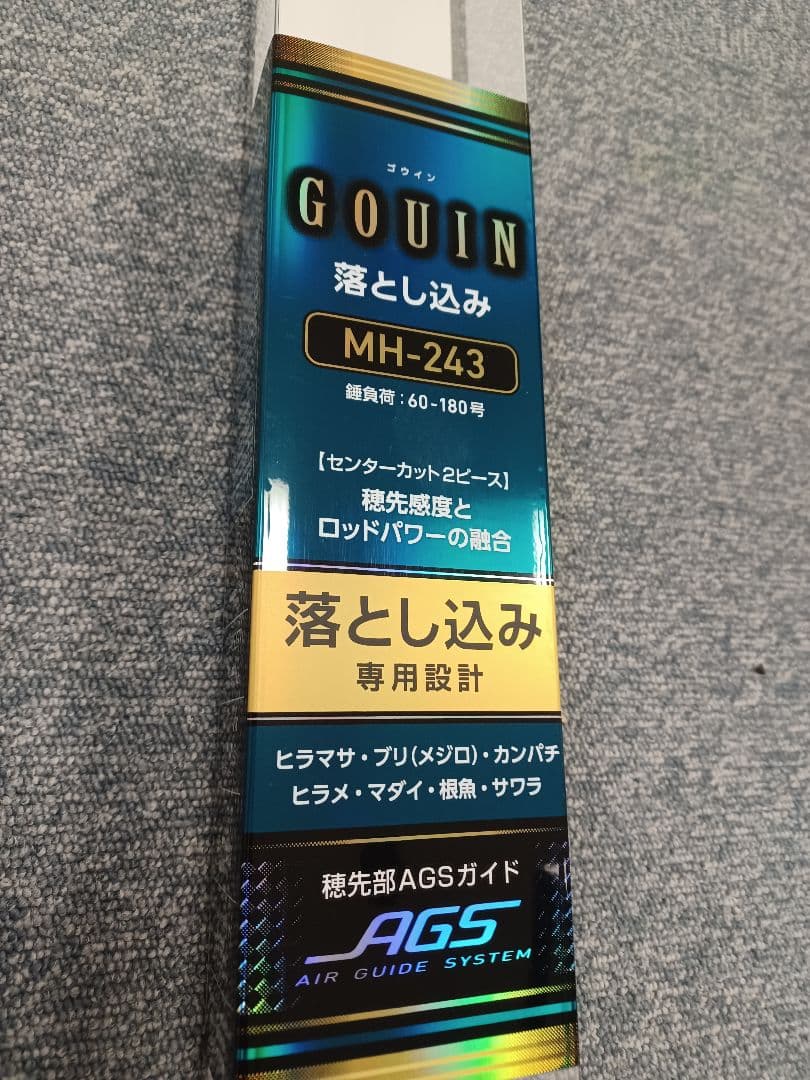 ゴウイン
GOUIN
落とし込み
MH-243
錘負荷:60-180号
【センターカット2ピース】
穂先感度と
ロッドパワーの融合
落とし込み
専用設計
ヒラマサ・ブリ(メジロ)・カンパチ
ヒラメ・マダイ・根魚・サワラ
穂先部AGSガイド
AGS
AIR GUIDE SYSTEM